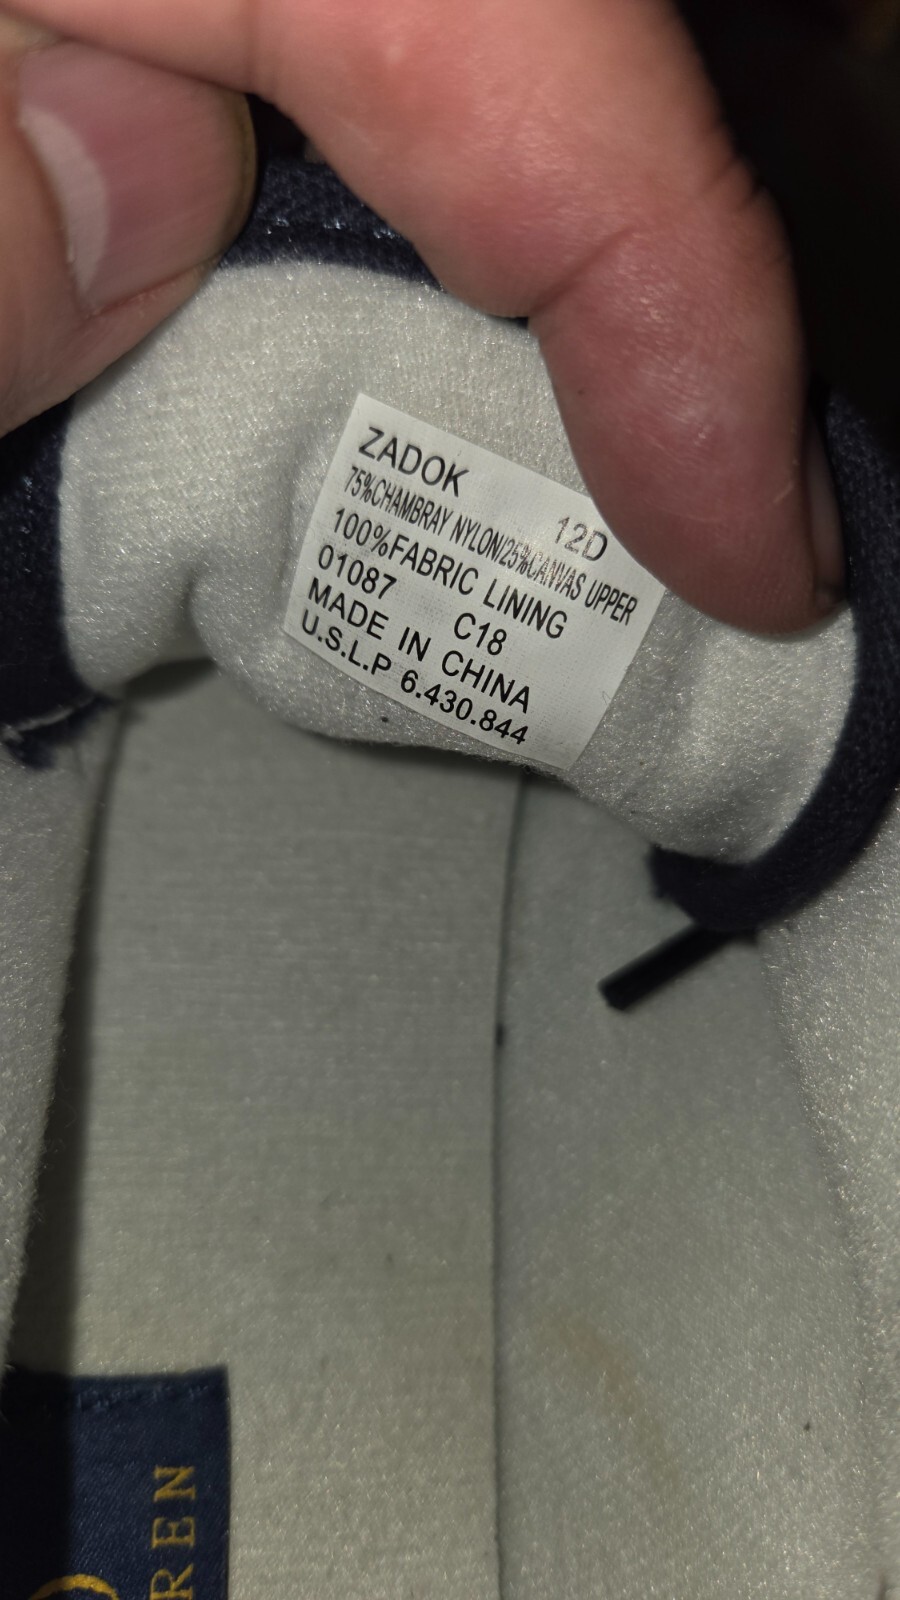 ZADOK
12D
75%CHAMBRAY NYLON/25%CANVAS UPPER
100%FABRIC LINING
01087 C18
MADE IN CHINA
U.S.L.P 6.430.844
REN